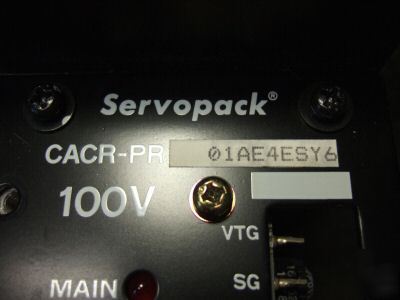 Servopack®
CACR-PR 01AE4ESY6
100V
VTG
MAIN
SG